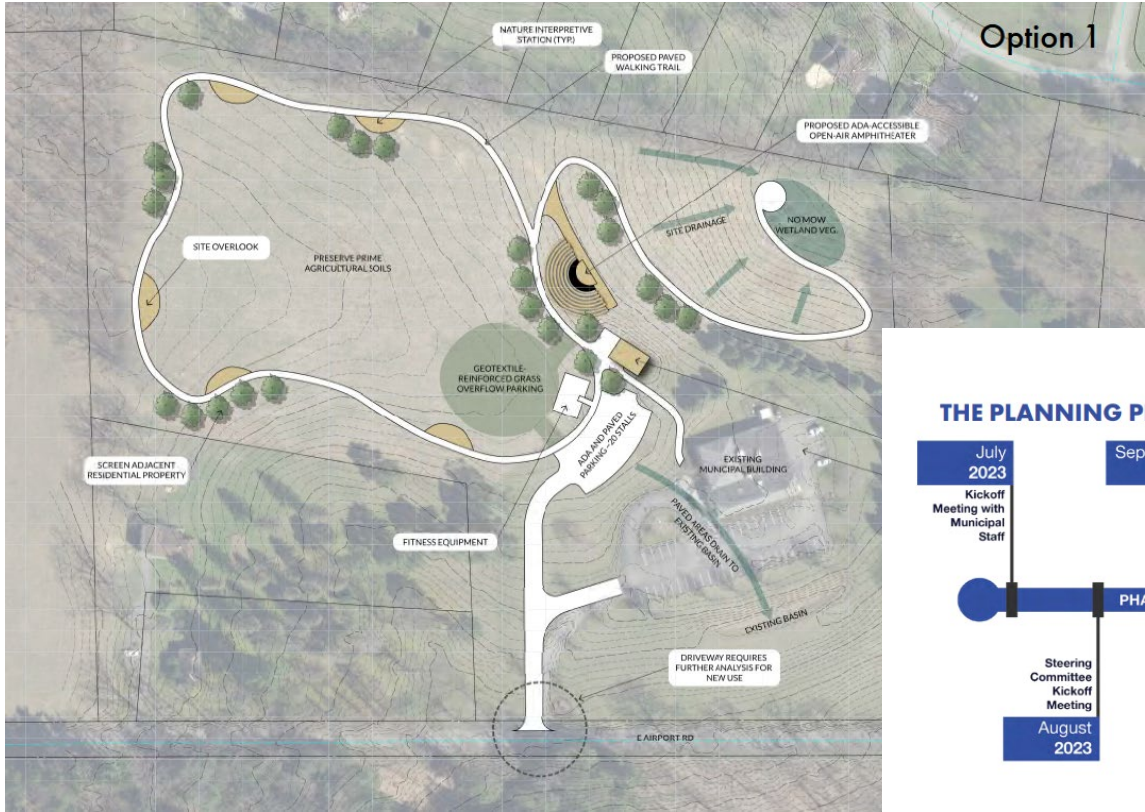 Option 1
NATURE INTERPRETIVE
STATION (TYP.)
PROPOSED PAVED
WALKING TRAIL
PROPOSED ADA-ACCESSIBLE
OPEN-AIR AMPHITHEATER
SITE DRAINAGE
NO MOW
WETLAND VEG.
SITE OVERLOOK
PRESERVE PRIME
AGRICULTURAL SOILS
GEOTEXTILE-
REINFORCED GRASS
OVERFLOW PARKING
ADA AND PAVED
PARKING ~20 STALLS
SCREEN ADJACENT
RESIDENTIAL PROPERTY
EXISTING
MUNICIPAL BUILDING
FITNESS EQUIPMENT
PAVED AREAS DRAIN TO
EXISTING BASIN
EXISTING BASIN
DRIVEWAY REQUIRES
FURTHER ANALYSIS FOR
NEW USE
E AIRPORT RD
THE PLANNING P
July
2023
Sep
Kickoff
Meeting with
Municipal
Staff
PHA
Steering
Committee
Kickoff
Meeting
August
2023